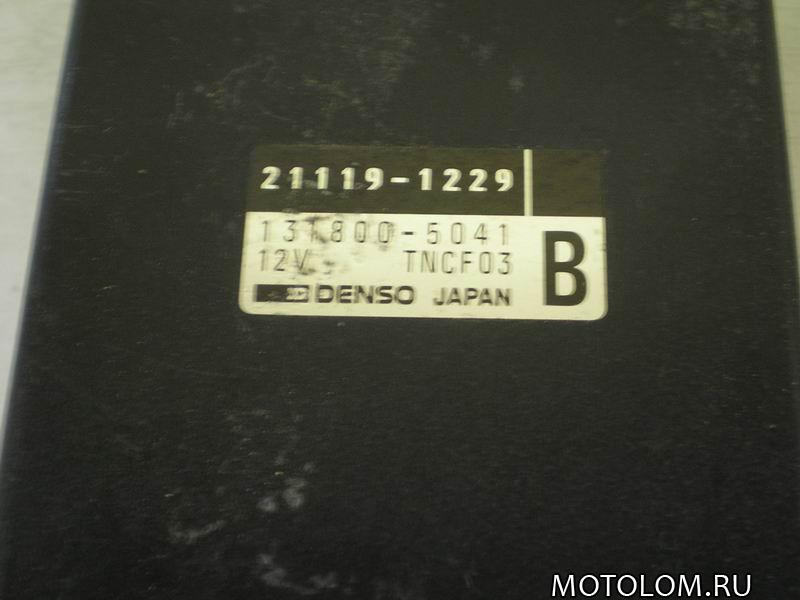 21119-1229
131800-5041
12V TNCF03
B
DENSO JAPAN
MOTOLOM.RU